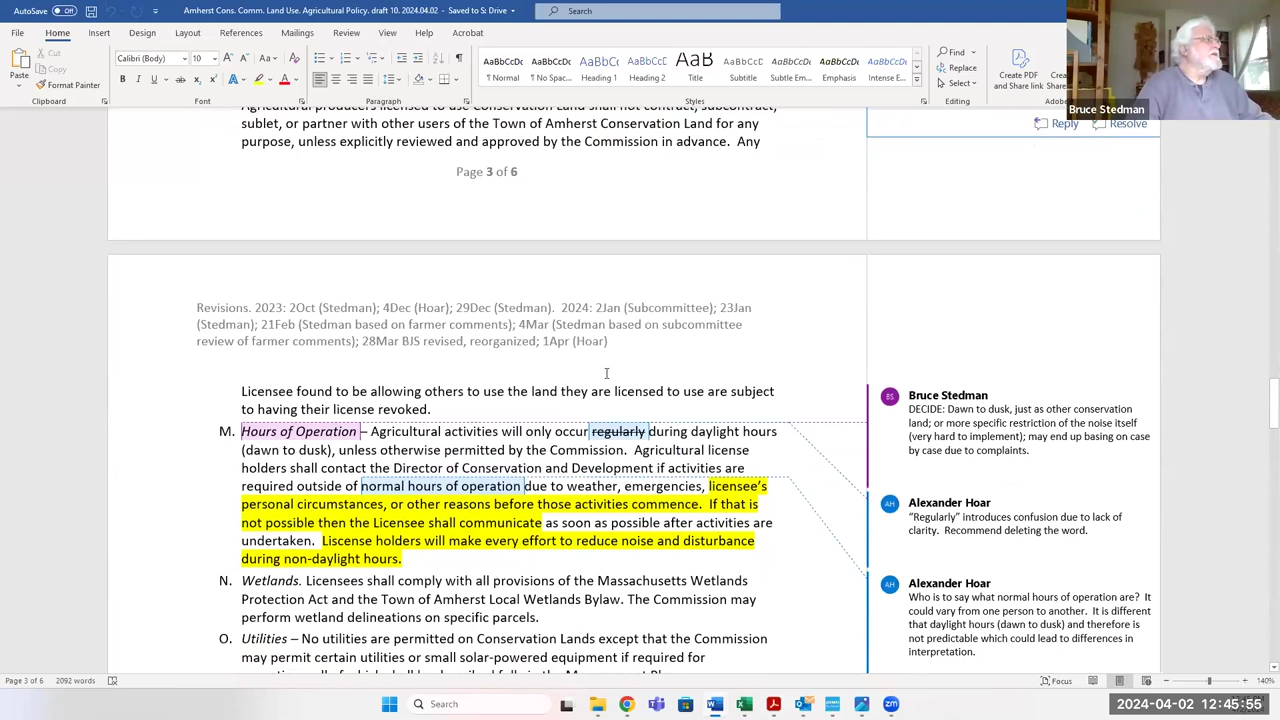 AutoSave Off Amherst Cons. Comm. Land Use. Agricultural Policy. draft 10. 2024.04.02 - Saved to S: Drive Search
File Home Insert Design Layout References Mailings Review View Help Acrobat
Paste
Cut
Copy
Format Painter
Clipboard
Calibri (Body) 10
Font
Paragraph
AaBbCcDc AaBbCcDc AaBbCc AaBbCcD AaB AaBbCcD AaBbCcDc AaBbCcDc AaBbCcDc
¶ Normal ¶ No Spac... Heading 1 Heading 2 Title Subtitle Subtle Em... Emphasis Intense E...
Styles
Find
Replace
Select
Editing
Create PDF
and Share link
Bruce Stedman
Reply Resolve
Agricultural producers licensed to use Conservation Land shall not contract, subcontract,
sublet, or partner with other users of the Town of Amherst Conservation Land for any
purpose, unless explicitly reviewed and approved by the Commission in advance. Any
Page 3 of 6
Revisions. 2023: 2Oct (Stedman); 4Dec (Hoar); 29Dec (Stedman). 2024: 2Jan (Subcommittee); 23Jan
(Stedman); 21Feb (Stedman based on farmer comments); 4Mar (Stedman based on subcommittee
review of farmer comments); 28Mar BJS revised, reorganized; 1Apr (Hoar)
Licensee found to be allowing others to use the land they are licensed to use are subject
to having their license revoked.
M. Hours of Operation – Agricultural activities will only occur regularly during daylight hours
(dawn to dusk), unless otherwise permitted by the Commission. Agricultural license
holders shall contact the Director of Conservation and Development if activities are
required outside of normal hours of operation due to weather, emergencies, licensee's
personal circumstances, or other reasons before those activities commence. If that is
not possible then the Licensee shall communicate as soon as possible after activities are
undertaken. Liscense holders will make every effort to reduce noise and disturbance
during non-daylight hours.
N. Wetlands. Licensees shall comply with all provisions of the Massachusetts Wetlands
Protection Act and the Town of Amherst Local Wetlands Bylaw. The Commission may
perform wetland delineations on specific parcels.
O. Utilities – No utilities are permitted on Conservation Lands except that the Commission
may permit certain utilities or small solar-powered equipment if required for
BS Bruce Stedman
DECIDE: Dawn to dusk, just as other conservation
land; or more specific restriction of the noise itself
(very hard to implement); may end up basing on case
by case due to complaints.
AH Alexander Hoar
“Regularly” introduces confusion due to lack of
clarity. Recommend deleting the word.
AH Alexander Hoar
Who is to say what normal hours of operation are? It
could vary from one person to another. It is different
that daylight hours (dawn to dusk) and therefore is
not predictable which could lead to differences in
interpretation.
Page 3 of 6 2092 words Focus 140%
Search
2024-04-02 12:45:55